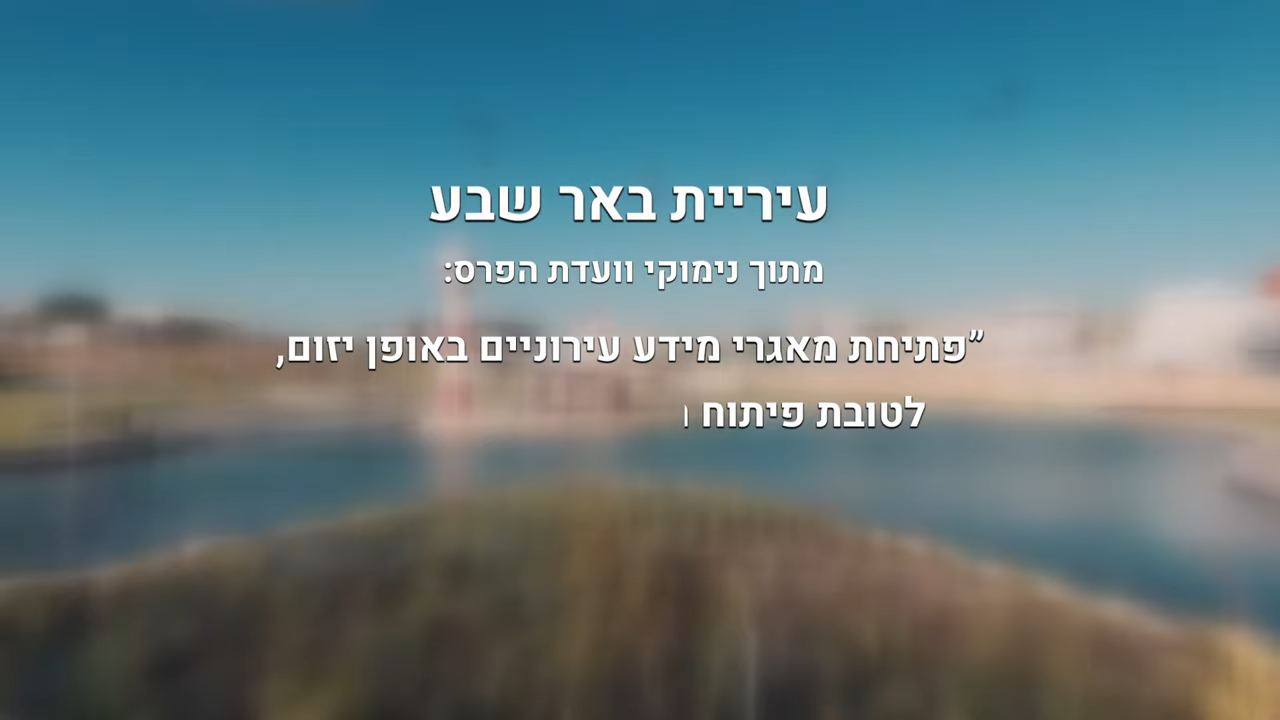 עיריית באר שבע
מתוך נימוקי וועדת הפרס:
”פתיחת מאגרי מידע עירוניים באופן יזום,
לטובת פיתוח